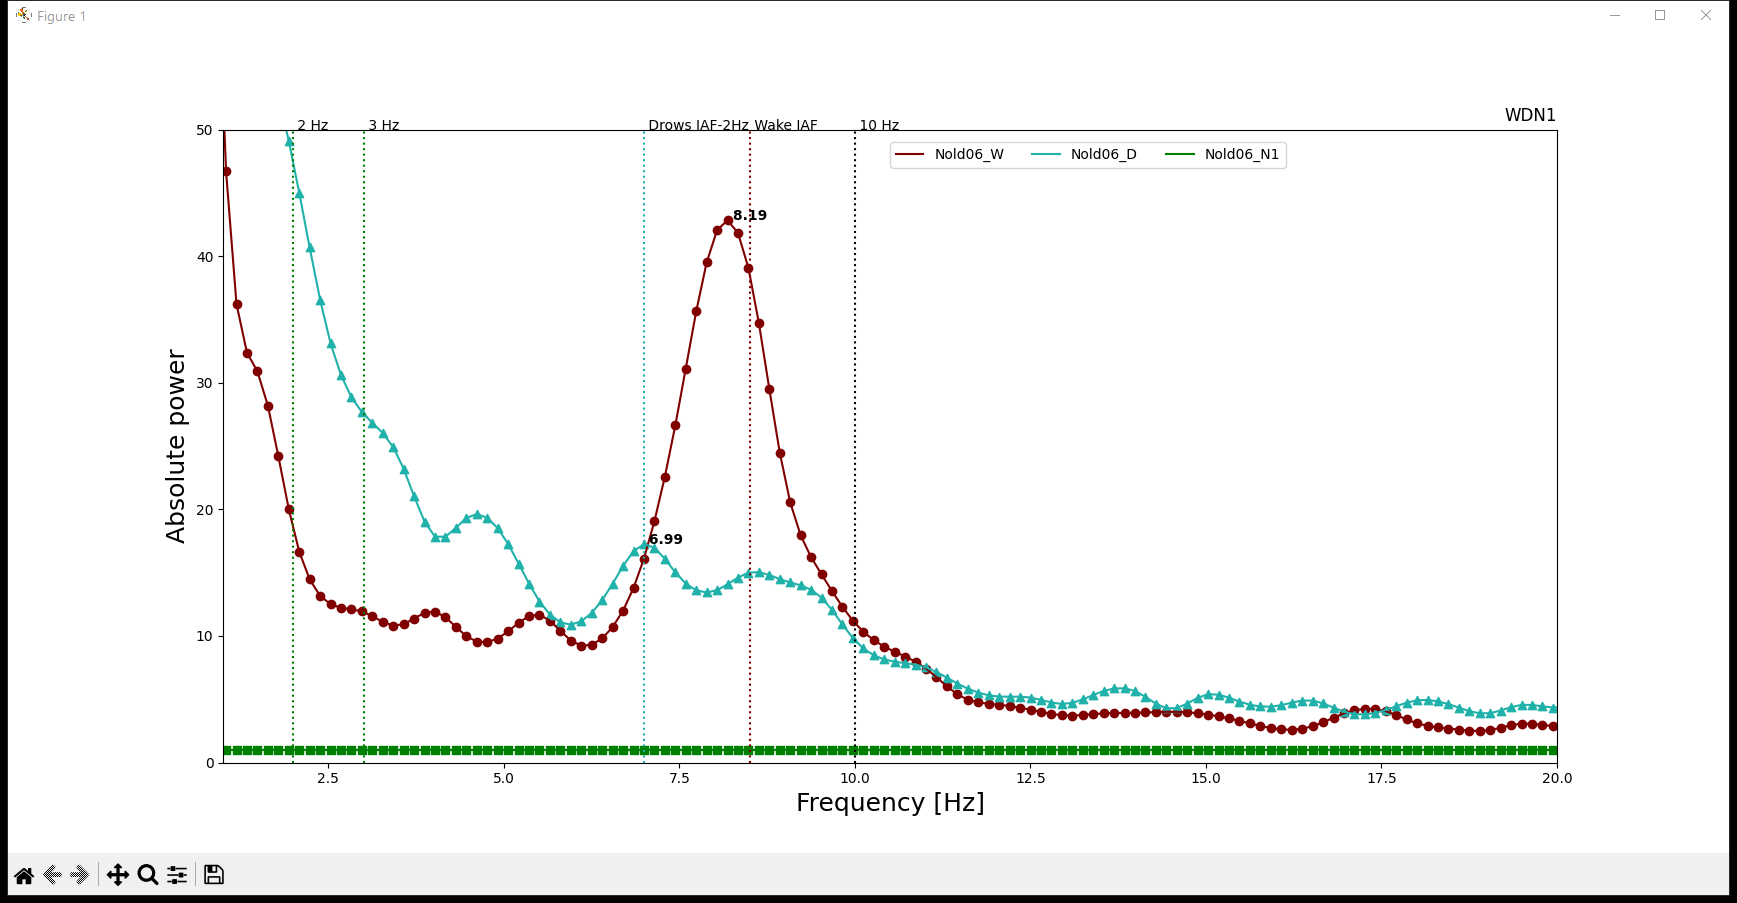 Figure 1
WDN1
2 Hz 3 Hz Drows IAF-2Hz Wake IAF 10 Hz
Nold06_W Nold06_D Nold06_N1
8.19
6.99
50
40
30
20
10
0
Absolute power
2.5 5.0 7.5 10.0 12.5 15.0 17.5 20.0
Frequency [Hz]